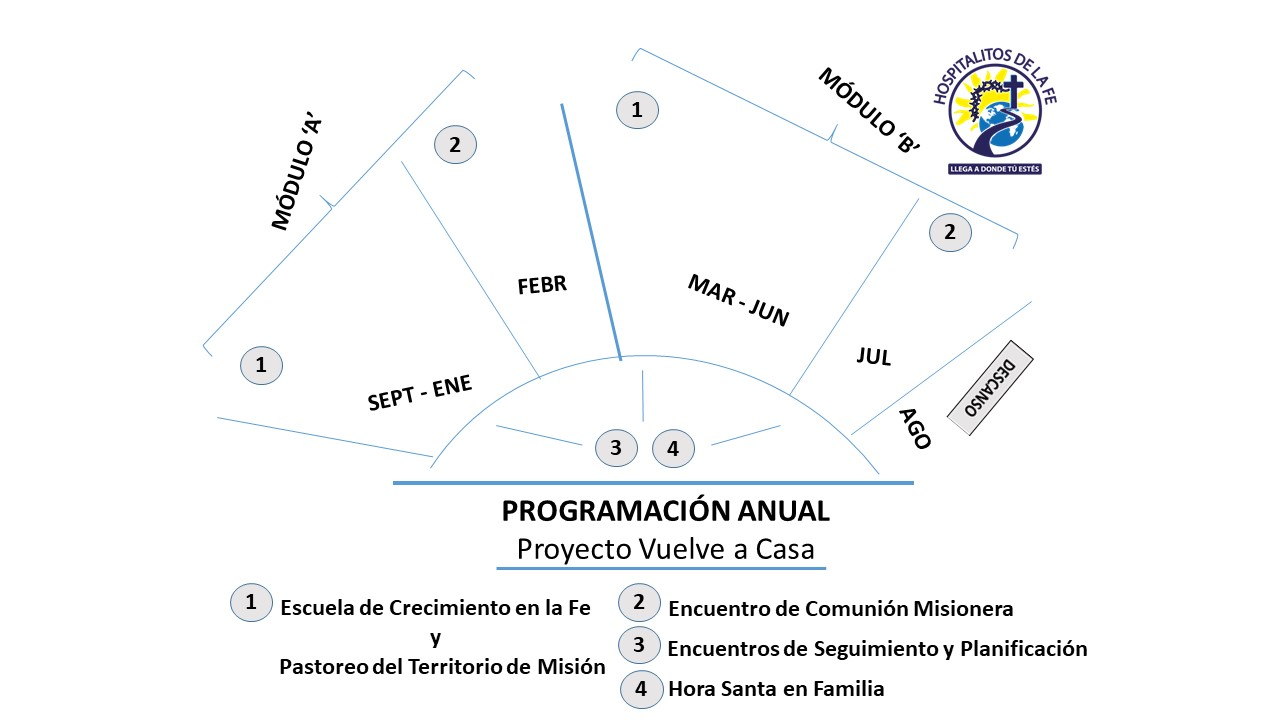 HOSPITALITOS DE LA FE
LLEGA A DONDE TÚ ESTÉS
MÓDULO ‘A’
MÓDULO ‘B’
1
2
1
2
SEPT - ENE
FEBR
MAR - JUN
JUL
AGO
DESCANSO
3
4
PROGRAMACIÓN ANUAL
Proyecto Vuelve a Casa
1 Escuela de Crecimiento en la Fe
y
Pastoreo del Territorio de Misión
2 Encuentro de Comunión Misionera
3 Encuentros de Seguimiento y Planificación
4 Hora Santa en Familia